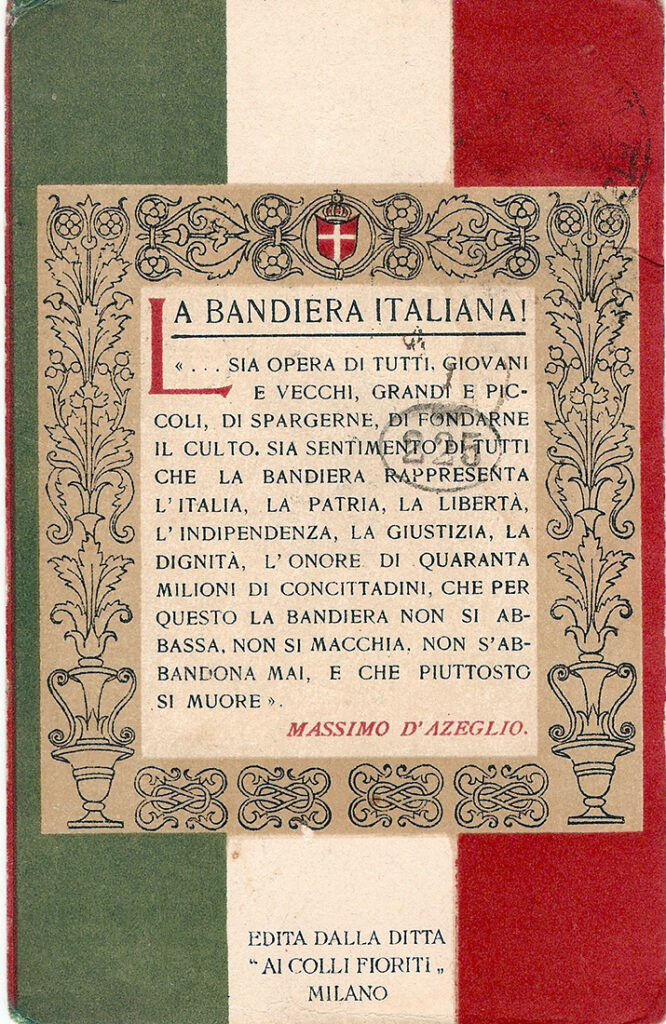 LA BANDIERA ITALIANA!
«... SIA OPERA DI TUTTI, GIOVANI
E VECCHI, GRANDI E PIC-
COLI, DI SPARGERNE, DI FONDARNE
IL CULTO. SIA SENTIMENTO DI TUTTI
CHE LA BANDIERA RAPPRESENTA
L'ITALIA, LA PATRIA, LA LIBERTÀ,
L'INDIPENDENZA, LA GIUSTIZIA, LA
DIGNITÀ, L'ONORE DI QUARANTA
MILIONI DI CONCITTADINI, CHE PER
QUESTO LA BANDIERA NON SI AB-
BASSA, NON SI MACCHIA, NON S'AB-
BANDONA MAI, E CHE PIUTTOSTO
SI MUORE».
MASSIMO D'AZEGLIO.
225
EDITA DALLA DITTA
"AI COLLI FIORITI"
MILANO